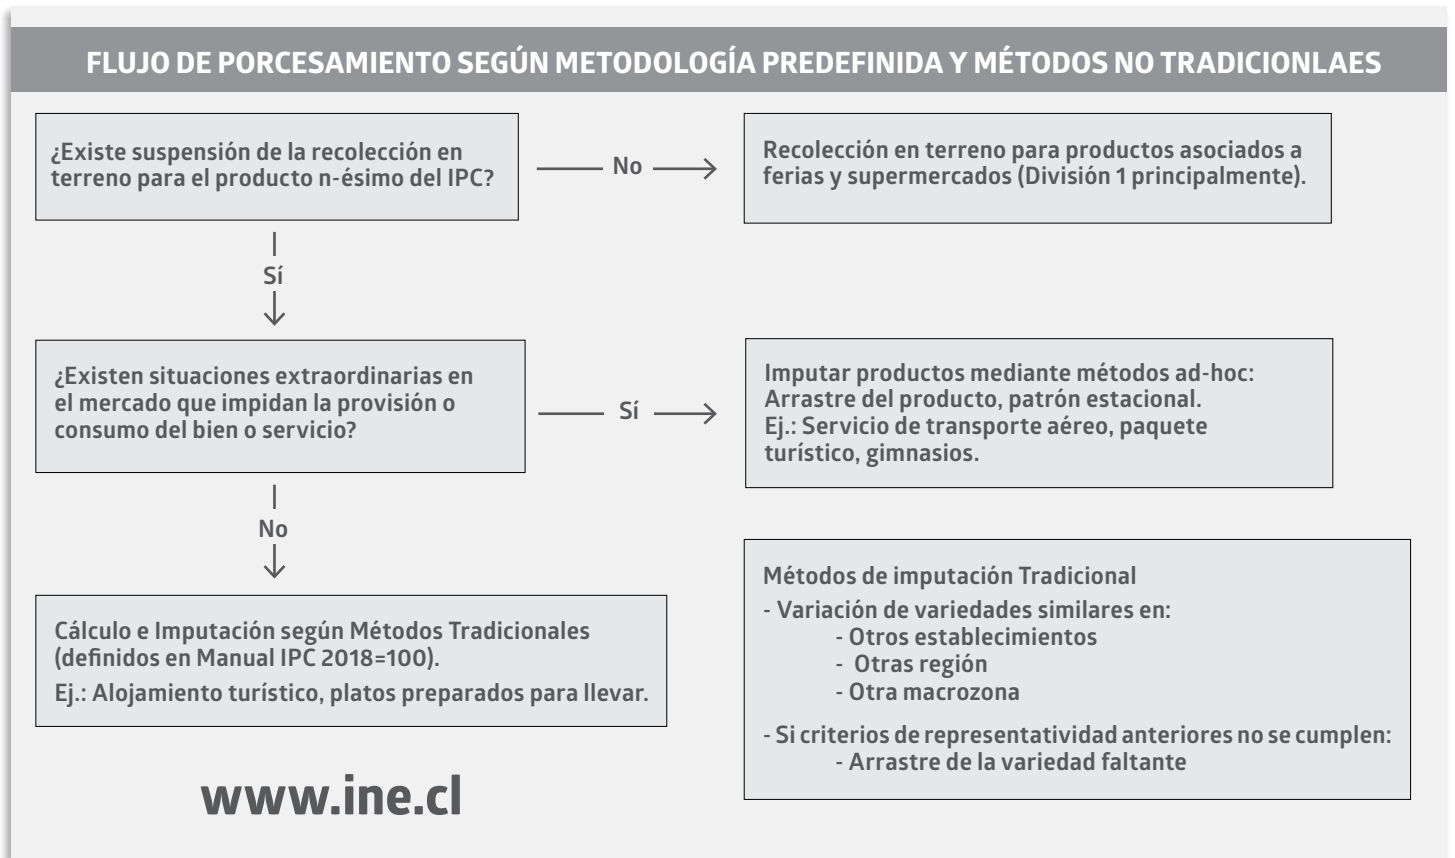 FLUJO DE PORCESAMIENTO SEGÚN METODOLOGÍA PREDEFINIDA Y MÉTODOS NO TRADICIONLAES
¿Existe suspensión de la recolección en
terreno para el producto n-ésimo del IPC?
No
Recolección en terreno para productos asociados a
ferias y supermercados (División 1 principalmente).
Sí
¿Existen situaciones extraordinarias en
el mercado que impidan la provisión o
consumo del bien o servicio?
Sí
Imputar productos mediante métodos ad-hoc:
Arrastre del producto, patrón estacional.
Ej.: Servicio de transporte aéreo, paquete
turístico, gimnasios.
No
Cálculo e Imputación según Métodos Tradicionales
(definidos en Manual IPC 2018=100).
Ej.: Alojamiento turístico, platos preparados para llevar.
Métodos de imputación Tradicional
- Variación de variedades similares en:
- Otros establecimientos
- Otras región
- Otra macrozona
- Si criterios de representatividad anteriores no se cumplen:
- Arrastre de la variedad faltante
www.ine.cl